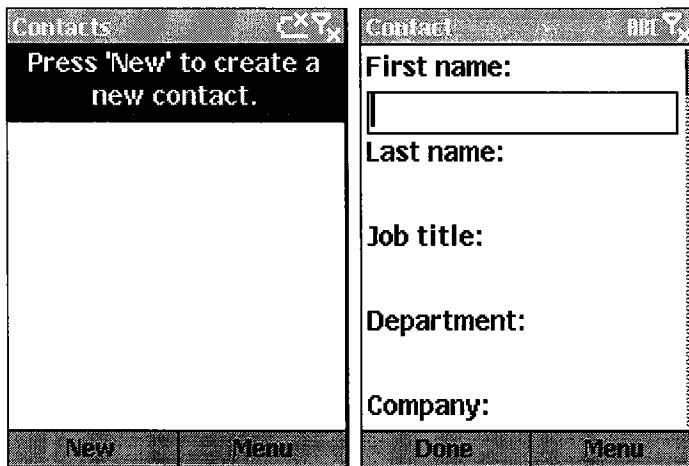 Contacts
Press 'New' to create a
new contact.
New Menu
Contact ABC
First name:
Last name:
Job title:
Department:
Company:
Done Menu